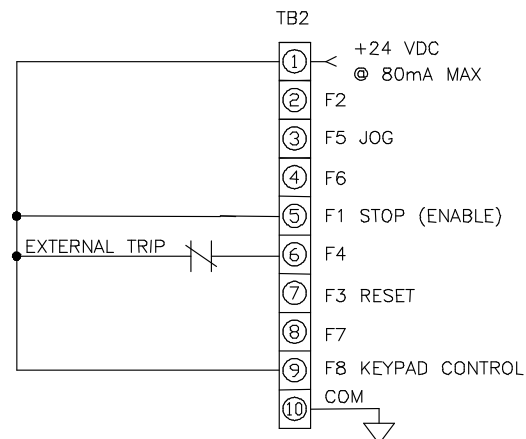 TB2
1 +24 VDC
@ 80mA MAX
2 F2
3 F5 JOG
4 F6
5 F1 STOP (ENABLE)
EXTERNAL TRIP 6 F4
7 F3 RESET
8 F7
9 F8 KEYPAD CONTROL
10 COM